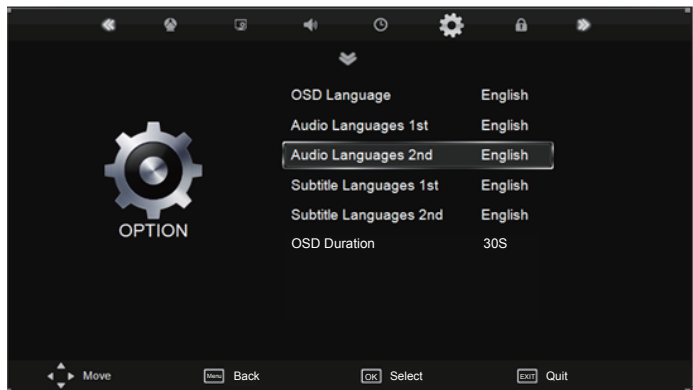 OSD Language English
Audio Languages 1st English
Audio Languages 2nd English
Subtitle Languages 1st English
Subtitle Languages 2nd English
OSD Duration 30S
OPTION
Move Menu Back OK Select EXIT Quit